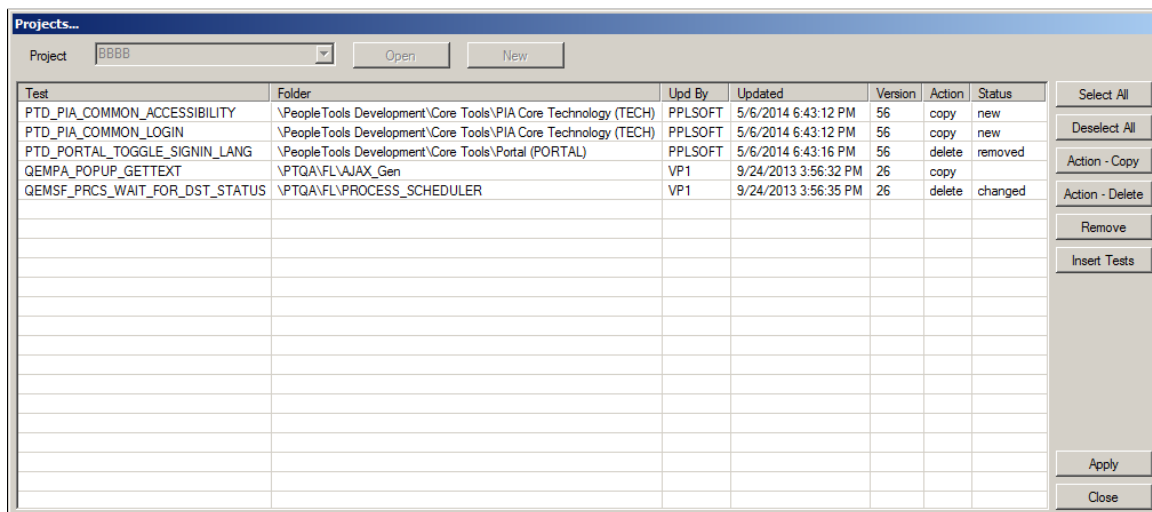 Projects...
Project BBBB Open New
Test Folder Upd By Updated Version Action Status
PTD_PIA_COMMON_ACCESSIBILITY \PeopleTools Development\Core Tools\PIA Core Technology (TECH) PPLSOFT 5/6/2014 6:43:12 PM 56 copy new
PTD_PIA_COMMON_LOGIN \PeopleTools Development\Core Tools\PIA Core Technology (TECH) PPLSOFT 5/6/2014 6:43:12 PM 56 copy new
PTD_PORTAL_TOGGLE_SIGNIN_LANG \PeopleTools Development\Core Tools\Portal (PORTAL) PPLSOFT 5/6/2014 6:43:16 PM 56 delete removed
QEMPA_POPUP_GETTEXT \PTQA\FL\AJAX_Gen VP1 9/24/2013 3:56:32 PM 26 copy
QEMSF_PRCS_WAIT_FOR_DST_STATUS \PTQA\FL\PROCESS_SCHEDULER VP1 9/24/2013 3:56:35 PM 26 delete changed
Select All
Deselect All
Action - Copy
Action - Delete
Remove
Insert Tests
Apply
Close